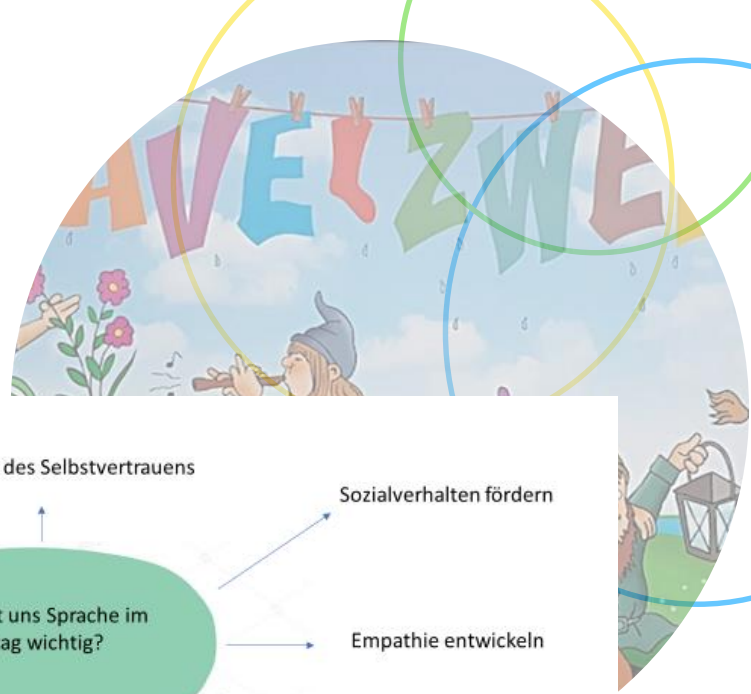 AVELZWE
des Selbstvertrauens
Sozialverhalten fördern
t uns Sprache im
ag wichtig?
Empathie entwickeln